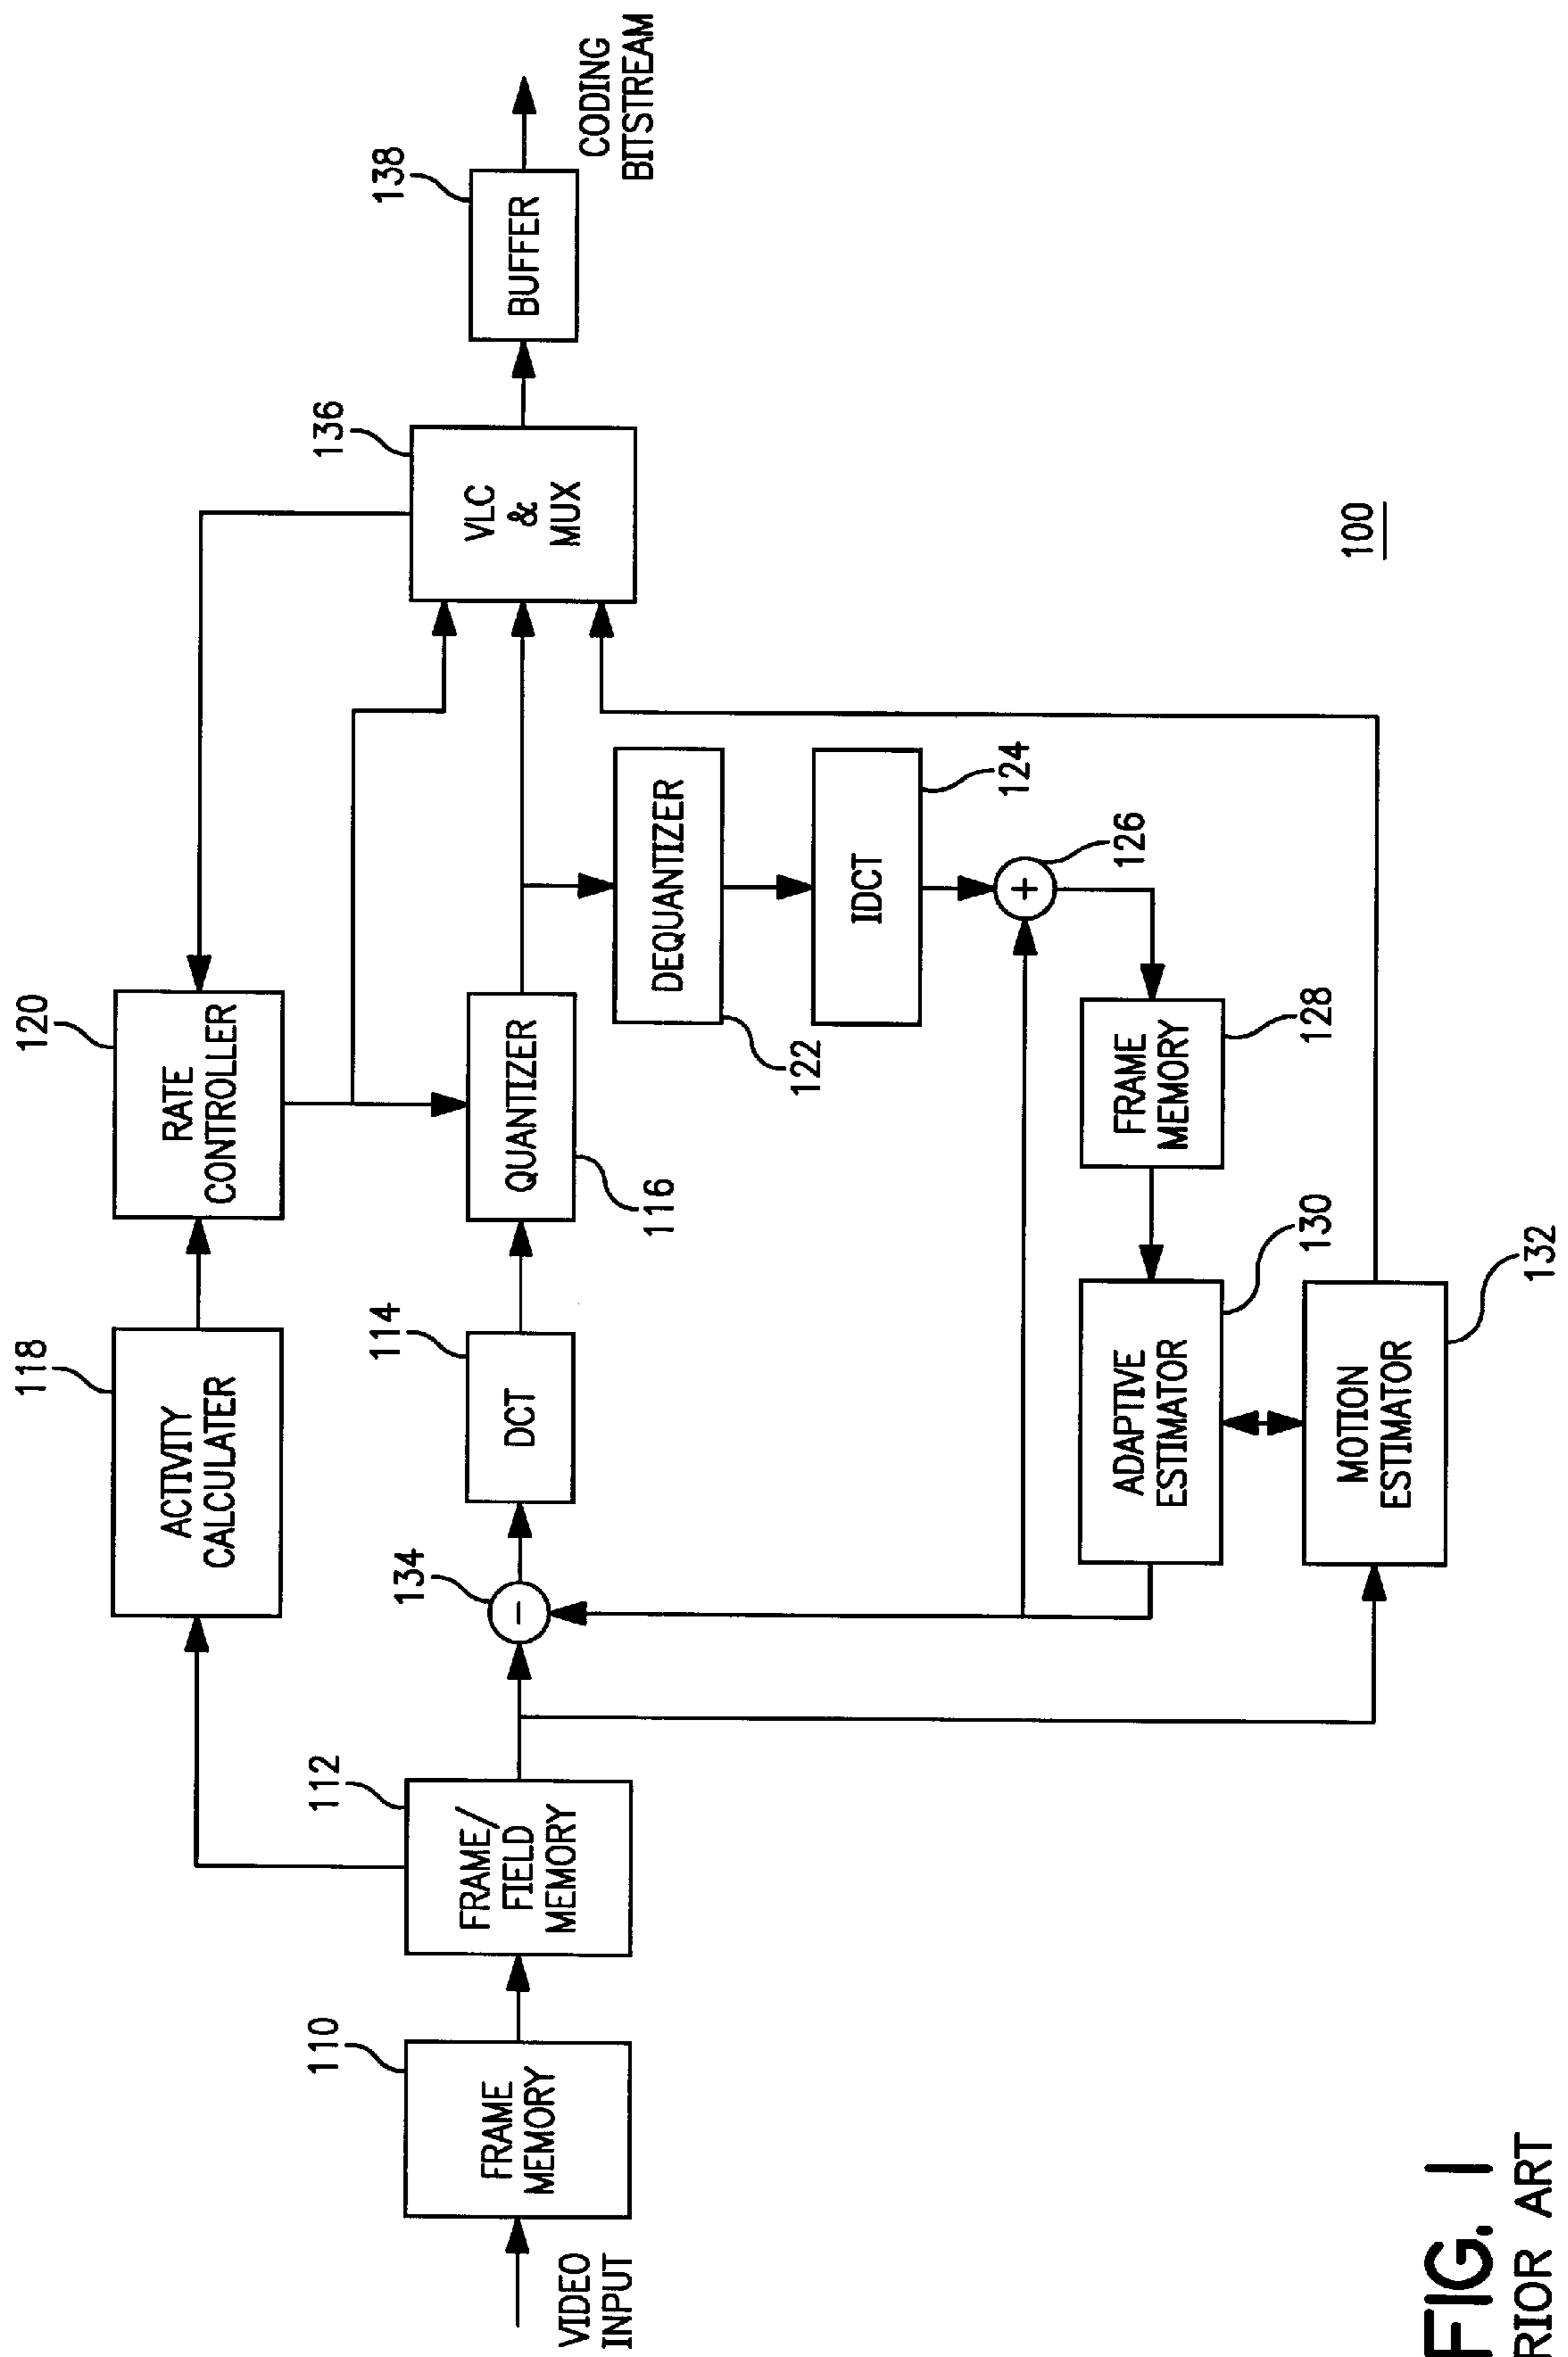 118
ACTIVITY
CALCULATER
120
RATE
CONTROLLER
110
FRAME
MEMORY
VIDEO
INPUT
112
FRAME/
FIELD
MEMORY
134
-
114
DCT
QUANTIZER
116
136
VLC
&
MUX
138
BUFFER
CODING
BITSTREAM
DEQUANTIZER
122
IDCT
124
+
126
FRAME
MEMORY
128
ADAPTIVE
ESTIMATOR
130
MOTION
ESTIMATOR
132
100
FIG. 1
RIOR ART